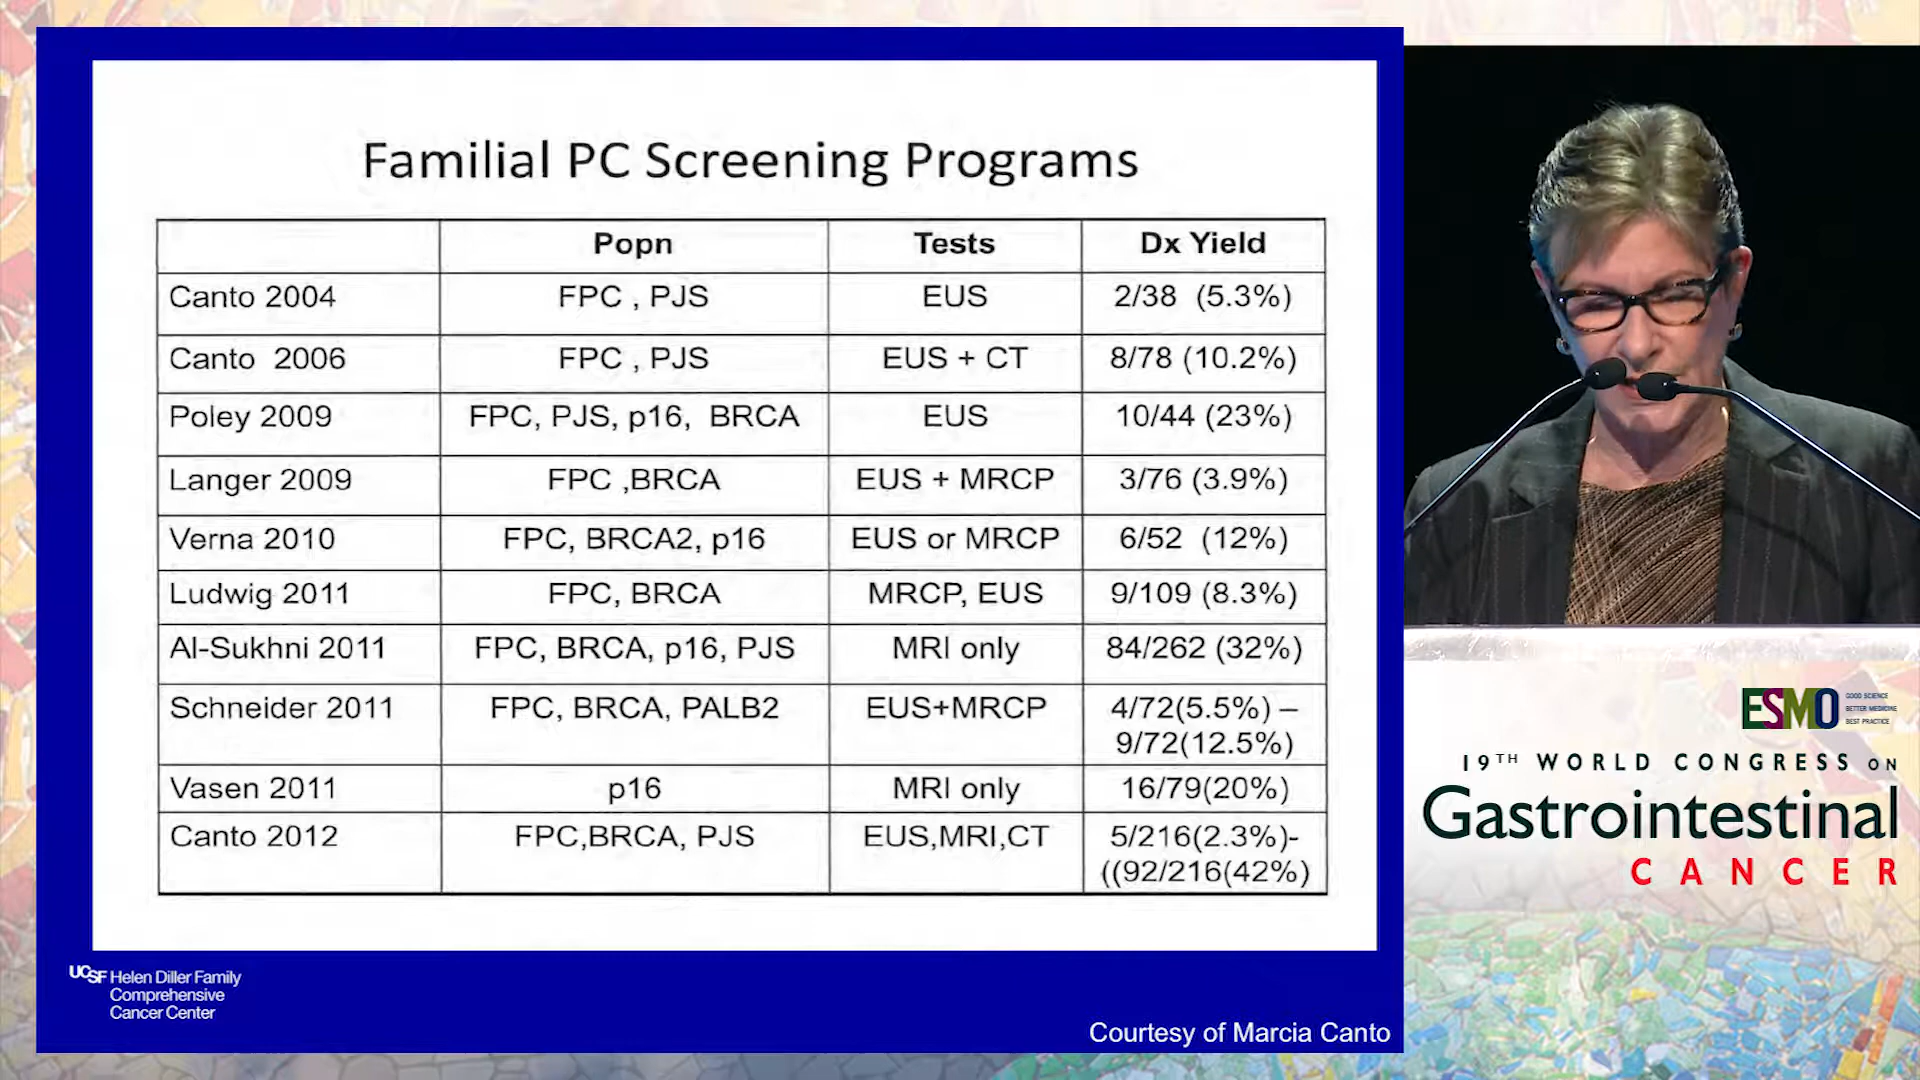 Familial PC Screening Programs
Popn Tests Dx Yield
Canto 2004 FPC , PJS EUS 2/38 (5.3%)
Canto 2006 FPC , PJS EUS + CT 8/78 (10.2%)
Poley 2009 FPC, PJS, p16, BRCA EUS 10/44 (23%)
Langer 2009 FPC ,BRCA EUS + MRCP 3/76 (3.9%)
Verna 2010 FPC, BRCA2, p16 EUS or MRCP 6/52 (12%)
Ludwig 2011 FPC, BRCA MRCP, EUS 9/109 (8.3%)
Al-Sukhni 2011 FPC, BRCA, p16, PJS MRI only 84/262 (32%)
Schneider 2011 FPC, BRCA, PALB2 EUS+MRCP 4/72(5.5%) –
9/72(12.5%)
Vasen 2011 p16 MRI only 16/79(20%)
Canto 2012 FPC,BRCA, PJS EUS,MRI,CT 5/216(2.3%)-
((92/216(42%)
UCSF Helen Diller Family
Comprehensive
Cancer Center
Courtesy of Marcia Canto
ESMO
GOOD SCIENCE
BETTER MEDICINE
BEST PRACTICE
19TH WORLD CONGRESS ON
Gastrointestinal
CANCER